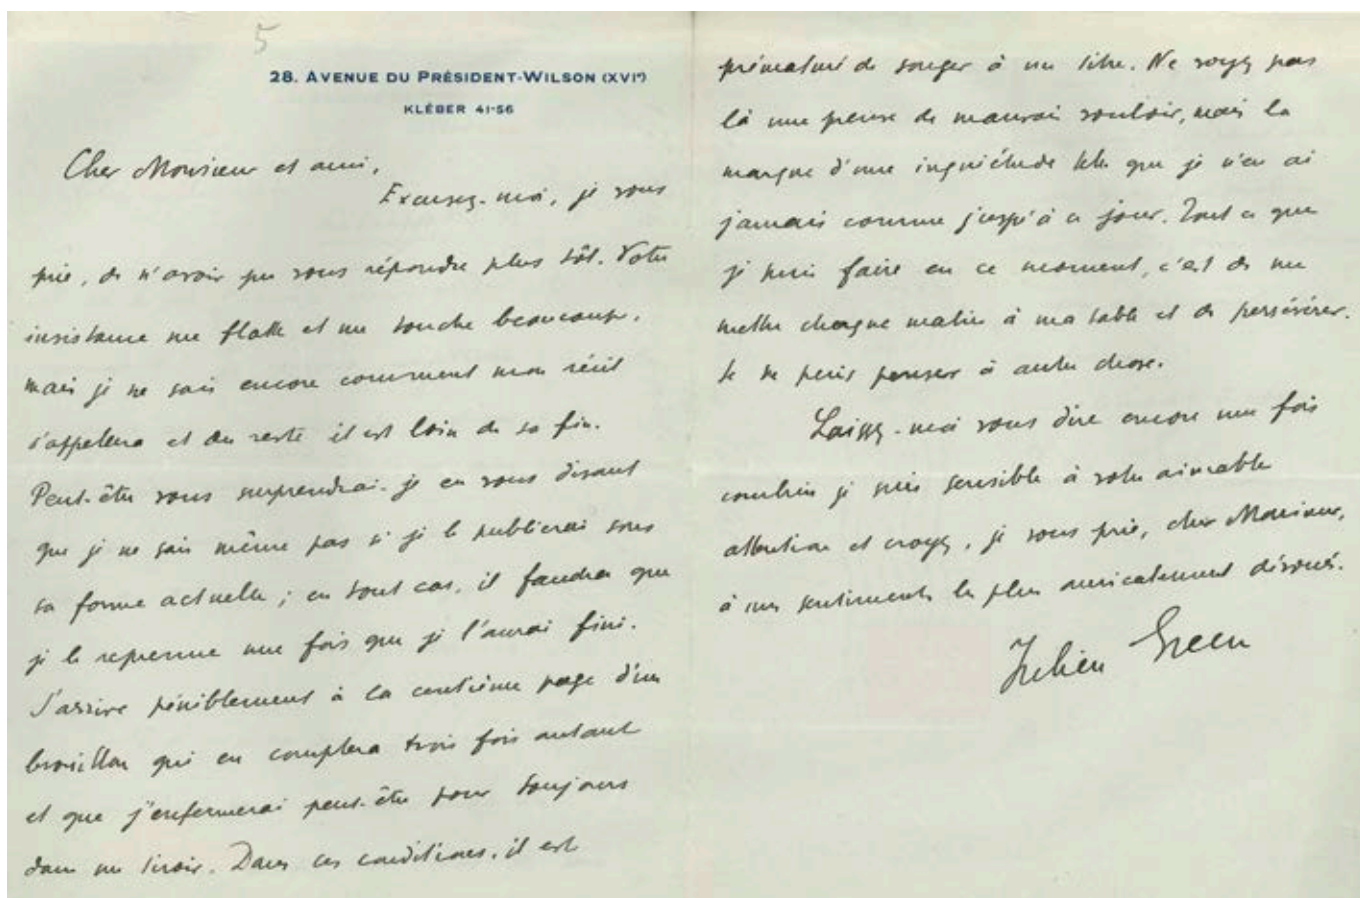 5
28. AVENUE DU PRÉSIDENT-WILSON (XVIe)
KLÉBER 41-56
Cher Monsieur et ami,
Excusez-moi, je vous
prie, de n'avoir pu vous répondre plus tôt. Votre
insistance me flatte et me touche beaucoup,
mais je ne sais encore comment mon récit
s'appellera et du reste il est loin de sa fin.
Peut-être vous surprendrai-je en vous disant
que je ne sais même pas si je le publierai sous
sa forme actuelle ; en tout cas, il faudra que
je le reprenne une fois que je l'aurai fini.
J'arrive péniblement à la centième page d'un
brouillon qui en comptera trois fois autant
et que j'enfermerai peut-être pour toujours
dans un tiroir. Dans ces conditions, il est
prématuré de songer à un titre. Ne voyez pas
là une preuve de mauvais vouloir, mais la
marque d'une inquiétude telle que je n'en ai
jamais connue jusqu'à ce jour. Tout ce que
je puis faire en ce moment, c'est de me
mettre chaque matin à ma table et de persévérer.
Je ne puis penser à autre chose.
Laissez-moi vous dire encore une fois
combien je suis sensible à votre aimable
attention et croyez, je vous prie, cher Monsieur,
à mes sentiments les plus amicalement dévoués.
Julien Green